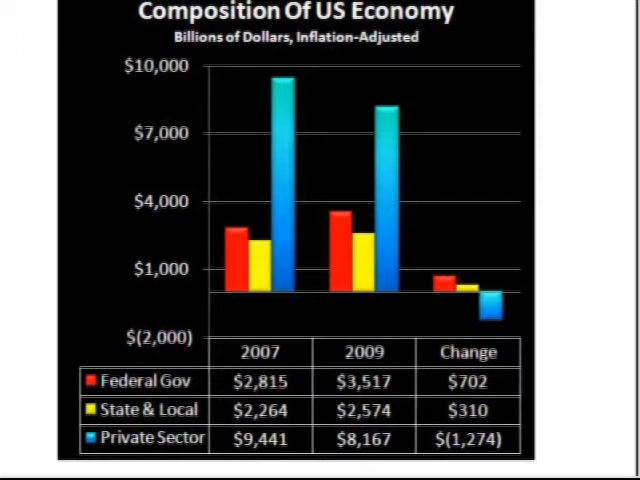 Composition Of US Economy
Billions of Dollars, Inflation-Adjusted
$10,000
$7,000
$4,000
$1,000
$(2,000)
2007 2009 Change
Federal Gov $2,815 $3,517 $702
State & Local $2,264 $2,574 $310
Private Sector $9,441 $8,167 $(1,274)